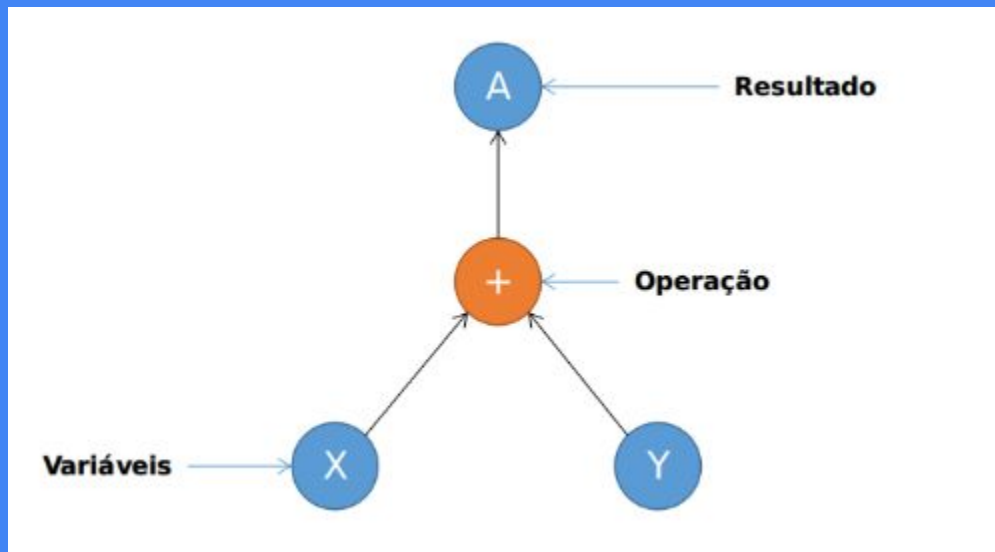 A
Resultado
+
Operação
Variáveis
X
Y